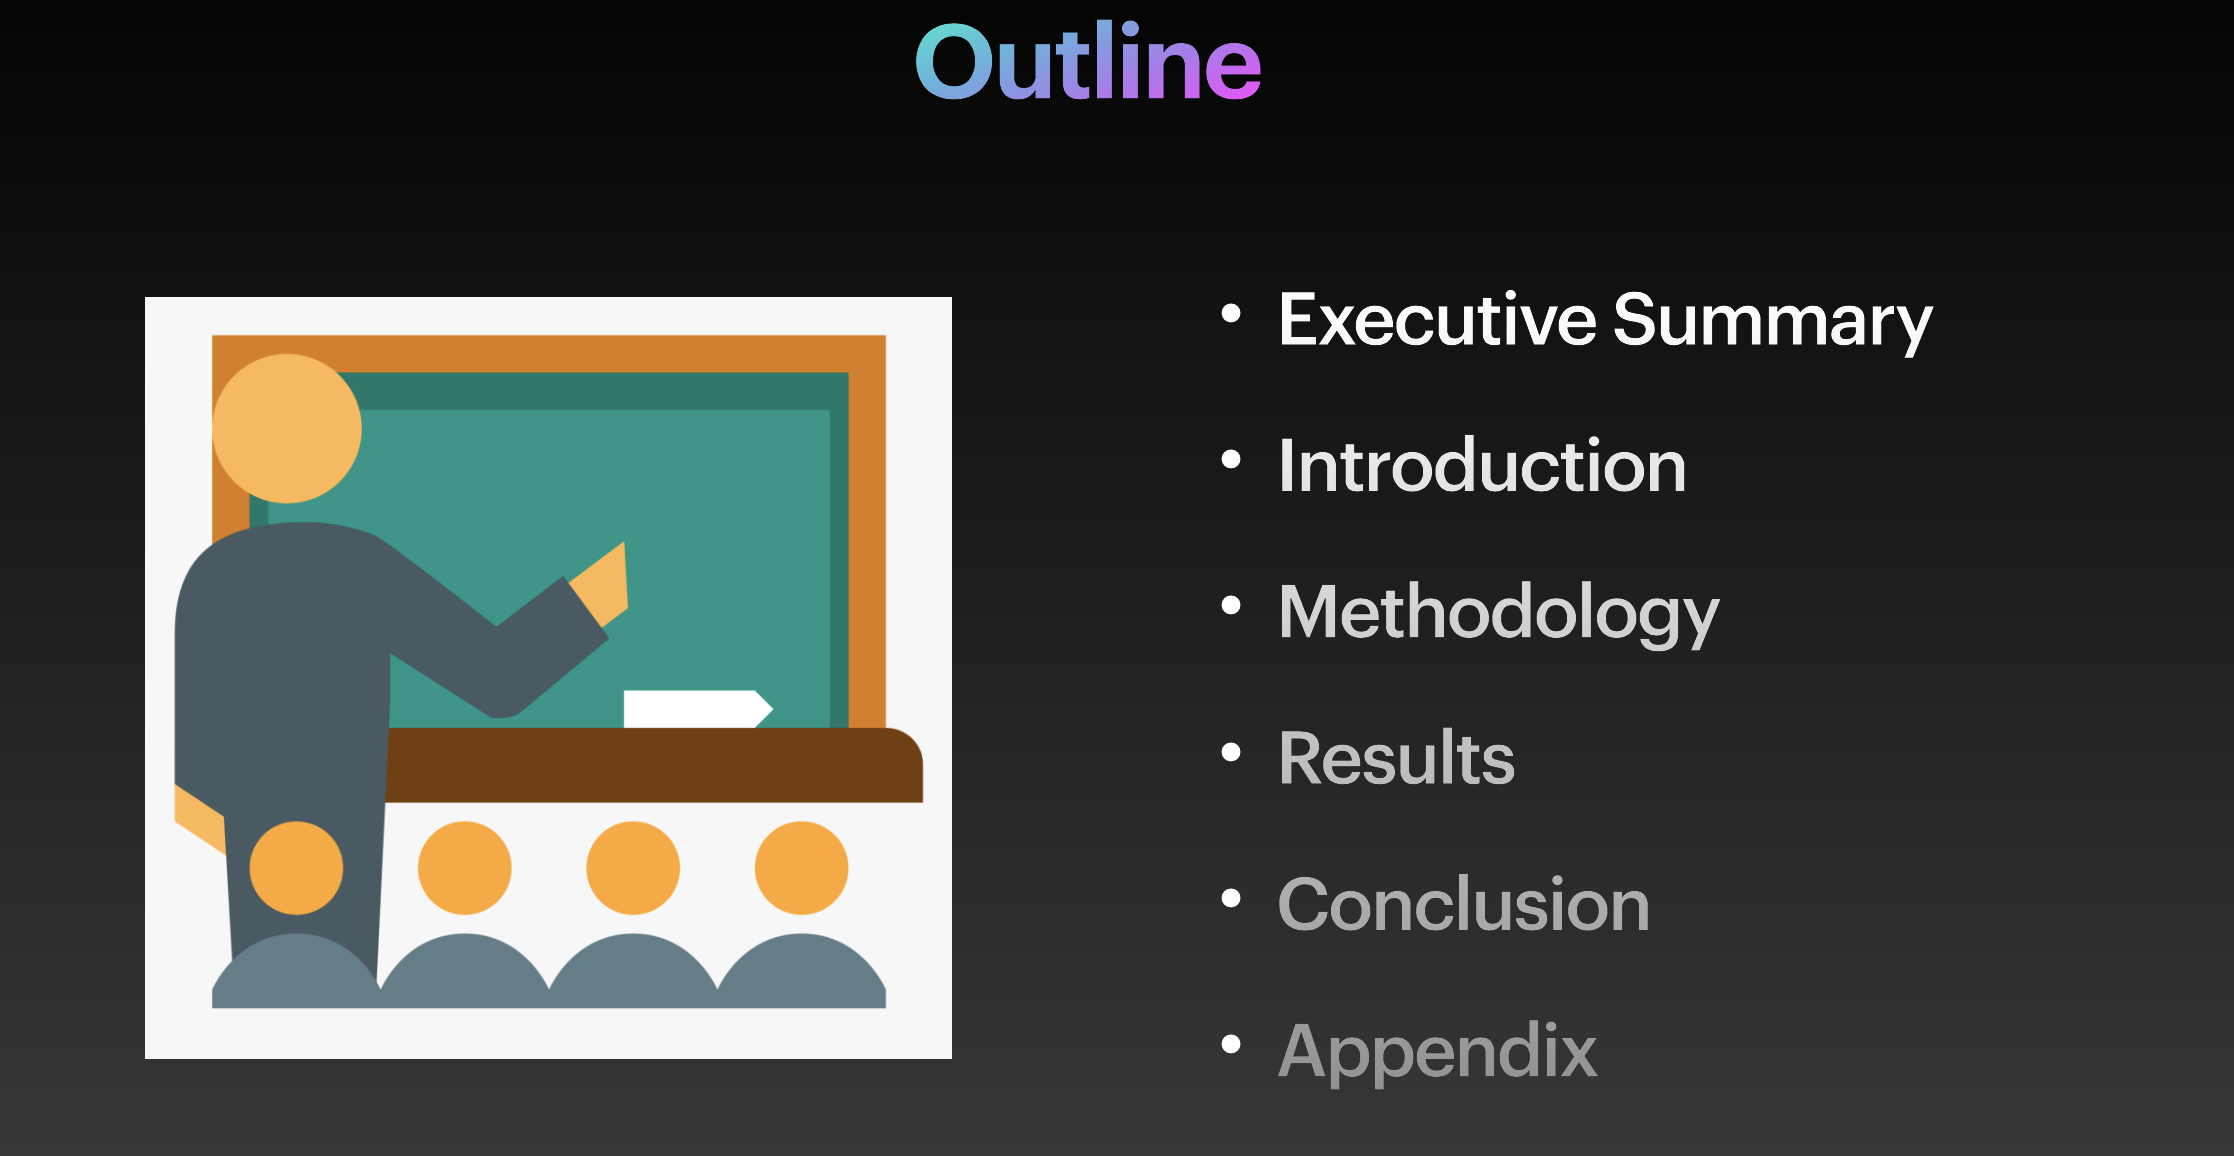 Outline
• Executive Summary
• Introduction
• Methodology
• Results
• Conclusion
• Appendix